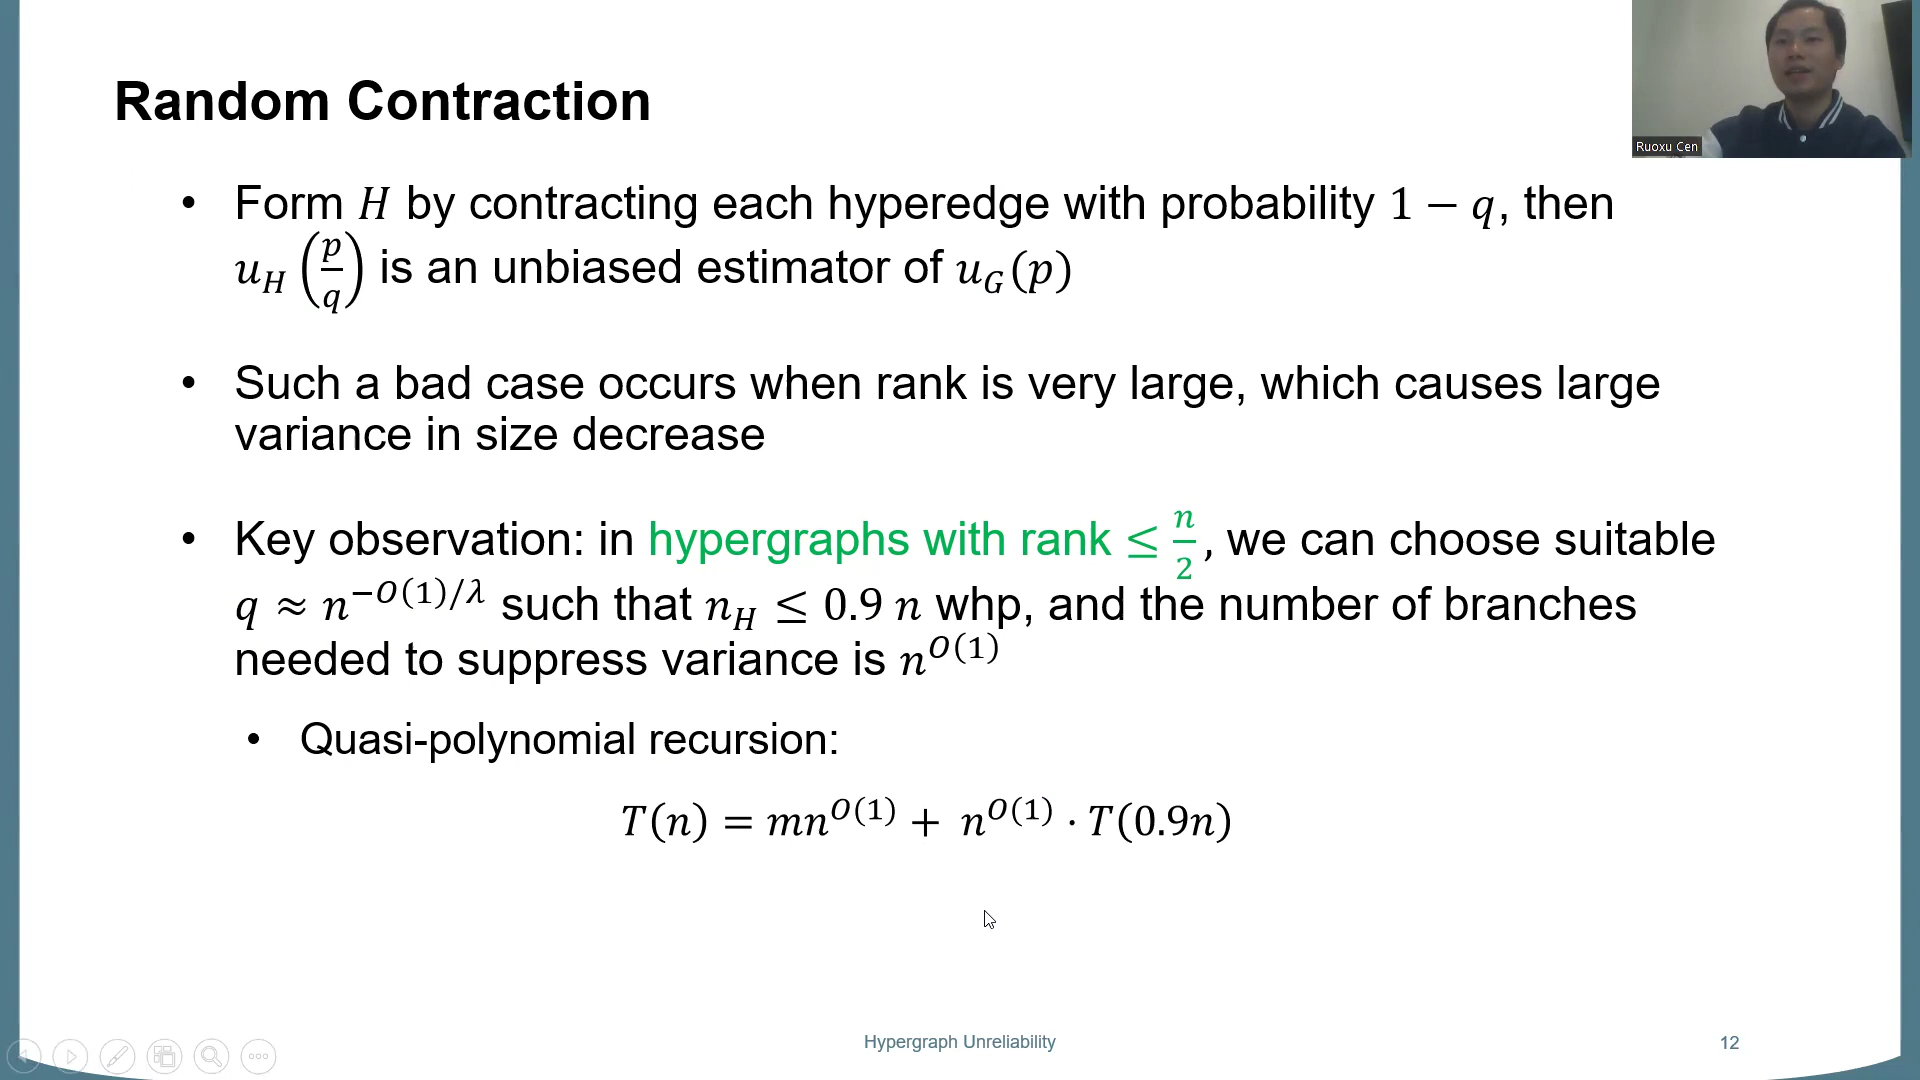 Random Contraction
Ruoxu Cen
• Form H by contracting each hyperedge with probability 1 − q, then
u_H (p/q) is an unbiased estimator of u_G(p)
• Such a bad case occurs when rank is very large, which causes large
variance in size decrease
• Key observation: in hypergraphs with rank ≤ n/2, we can choose suitable
q ≈ n^{−O(1)/λ} such that n_H ≤ 0.9 n whp, and the number of branches
needed to suppress variance is n^{O(1)}
• Quasi-polynomial recursion:
T(n) = mn^{O(1)} + n^{O(1)} · T(0.9n)
Hypergraph Unreliability
12